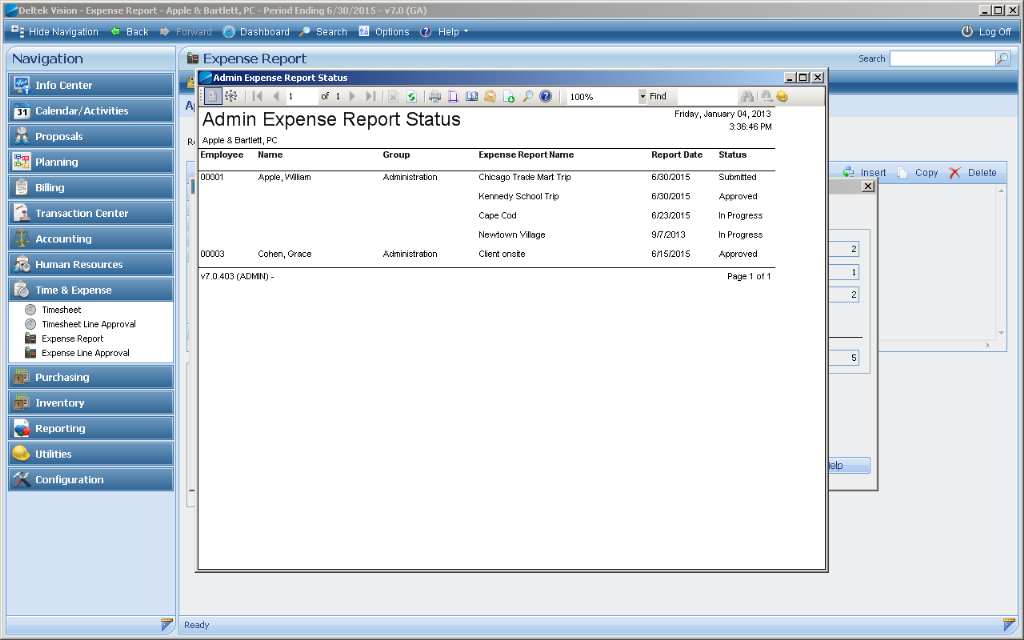 Deltek Vision - Expense Report - Apple & Bartlett, PC - Period Ending 6/30/2015 - v7.0 (GA)
Hide Navigation Back Forward Dashboard Search Options Help Log Off
Navigation
Info Center
31 Calendar/Activities
Proposals
Planning
Billing
Transaction Center
Accounting
Human Resources
Time & Expense
Timesheet
Timesheet Line Approval
Expense Report
Expense Line Approval
Purchasing
Inventory
Reporting
Utilities
Configuration
Expense Report Search
Insert Copy Delete
2
1
2
5
Admin Expense Report Status
1 of 1 100% Find
Admin Expense Report Status Friday, January 04, 2013
3:36:46 PM
Apple & Bartlett, PC
Employee Name Group Expense Report Name Report Date Status
00001 Apple, William Administration Chicago Trade Mart Trip 6/30/2015 Submitted
Kennedy School Trip 6/30/2015 Approved
Cape Cod 6/23/2015 In Progress
Newtown Village 9/7/2013 In Progress
00003 Cohen, Grace Administration Client onsite 6/15/2015 Approved
v7.0.403 (ADMIN) - Page 1 of 1
Ready